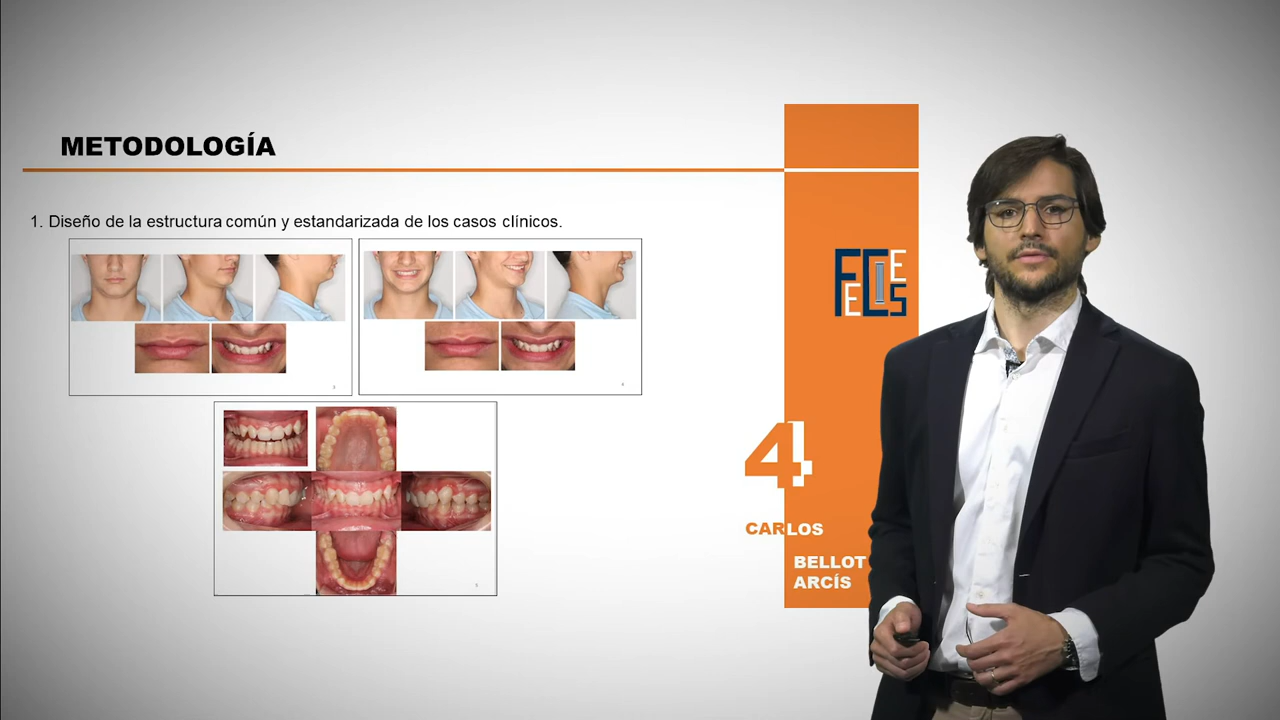 METODOLOGÍA
1. Diseño de la estructura común y estandarizada de los casos clínicos.
4
CARLOS
BELLOT
ARCÍS